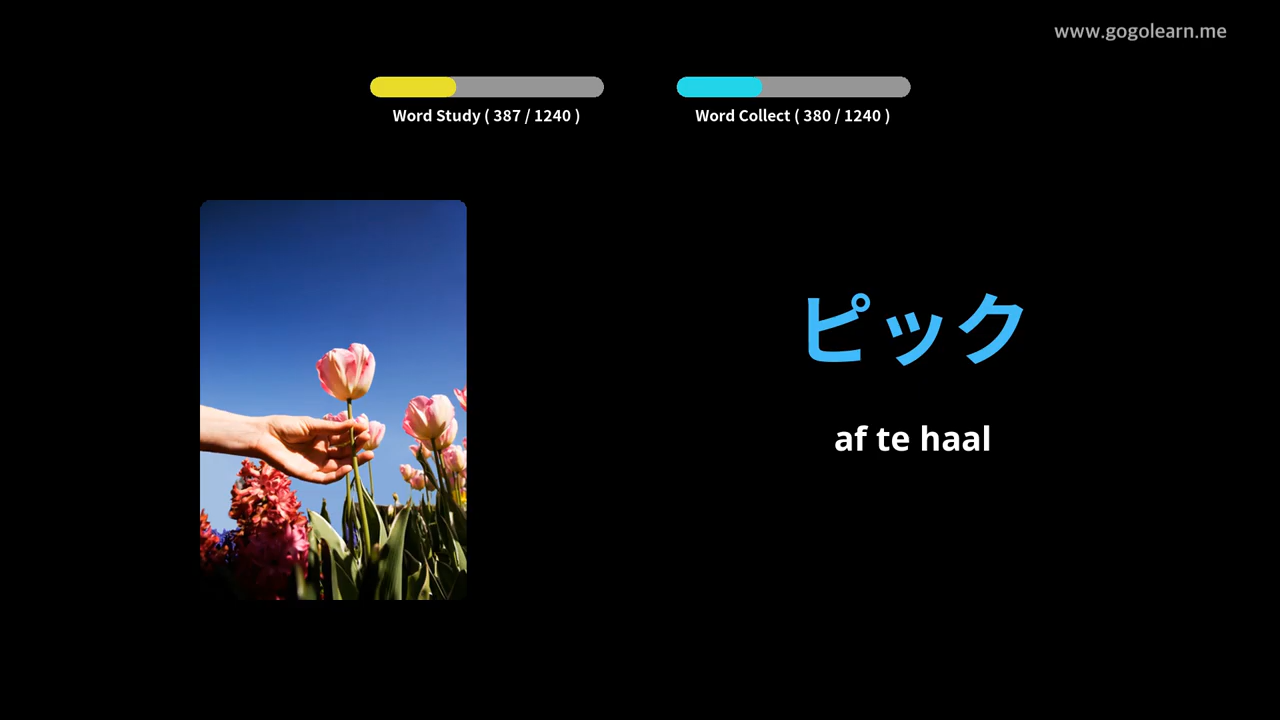 www.gogolearn.me
Word Study ( 387 / 1240 )
Word Collect ( 380 / 1240 )
ピック
af te haal